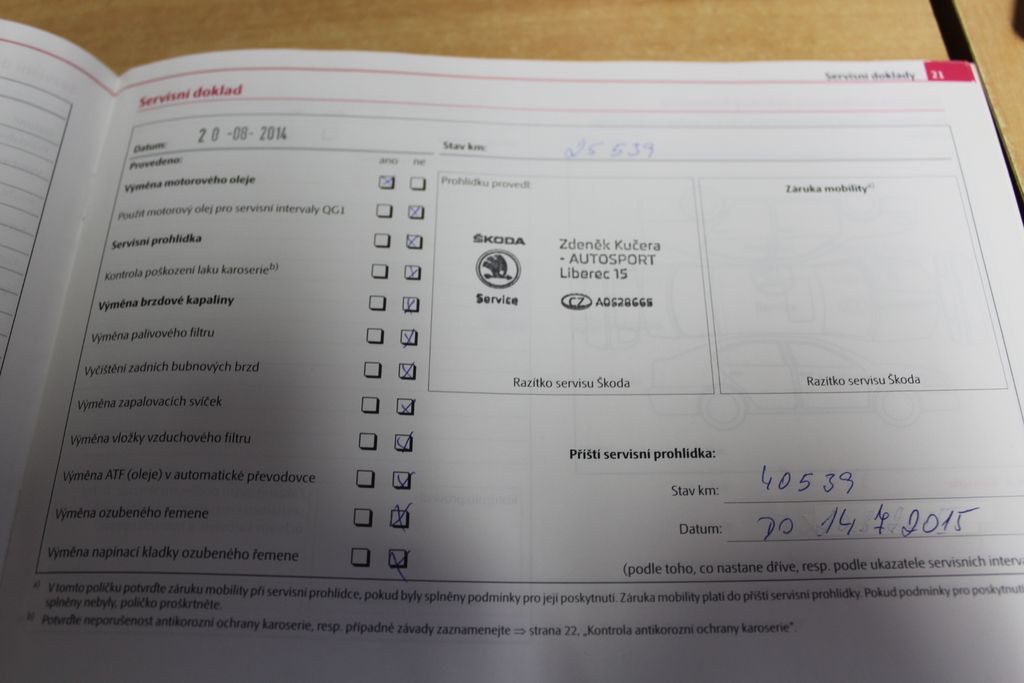 Servisní doklady 21
Servisní doklad
Datum: 20 -08- 2014
Stav km: 25 539
Provedeno: ano ne
Výměna motorového oleje
Použit motorový olej pro servisní intervaly QG1
Servisní prohlídka
Kontrola poškození laku karoserie b)
Výměna brzdové kapaliny
Výměna palivového filtru
Vyčištění zadních bubnových brzd
Výměna zapalovacích svíček
Výměna vložky vzduchového filtru
Výměna ATF (oleje) v automatické převodovce
Výměna ozubeného řemene
Výměna napínací kladky ozubeného řemene
Prohlídku provedl
ŠKODA
Service
Zdeněk Kučera
- AUTOSPORT
Liberec 15
CZ A0528665
Razítko servisu Škoda
Záruka mobility a)
Razítko servisu Škoda
Příští servisní prohlídka:
Stav km: 40539
Datum: DO 14.7 2015
(podle toho, co nastane dříve, resp. podle ukazatele servisních interva
a) V tomto políčku potvrďte záruku mobility při servisní prohlídce, pokud byly splněny podmínky pro její poskytnutí. Záruka mobility platí do příští servisní prohlídky. Pokud podmínky pro poskytnutí
splněny nebyly, políčko proškrtněte.
b) Potvrďte neporušenost antikorozní ochrany karoserie, resp. případné závady zaznamenejte ⇒ strana 22, „Kontrola antikorozní ochrany karoserie".